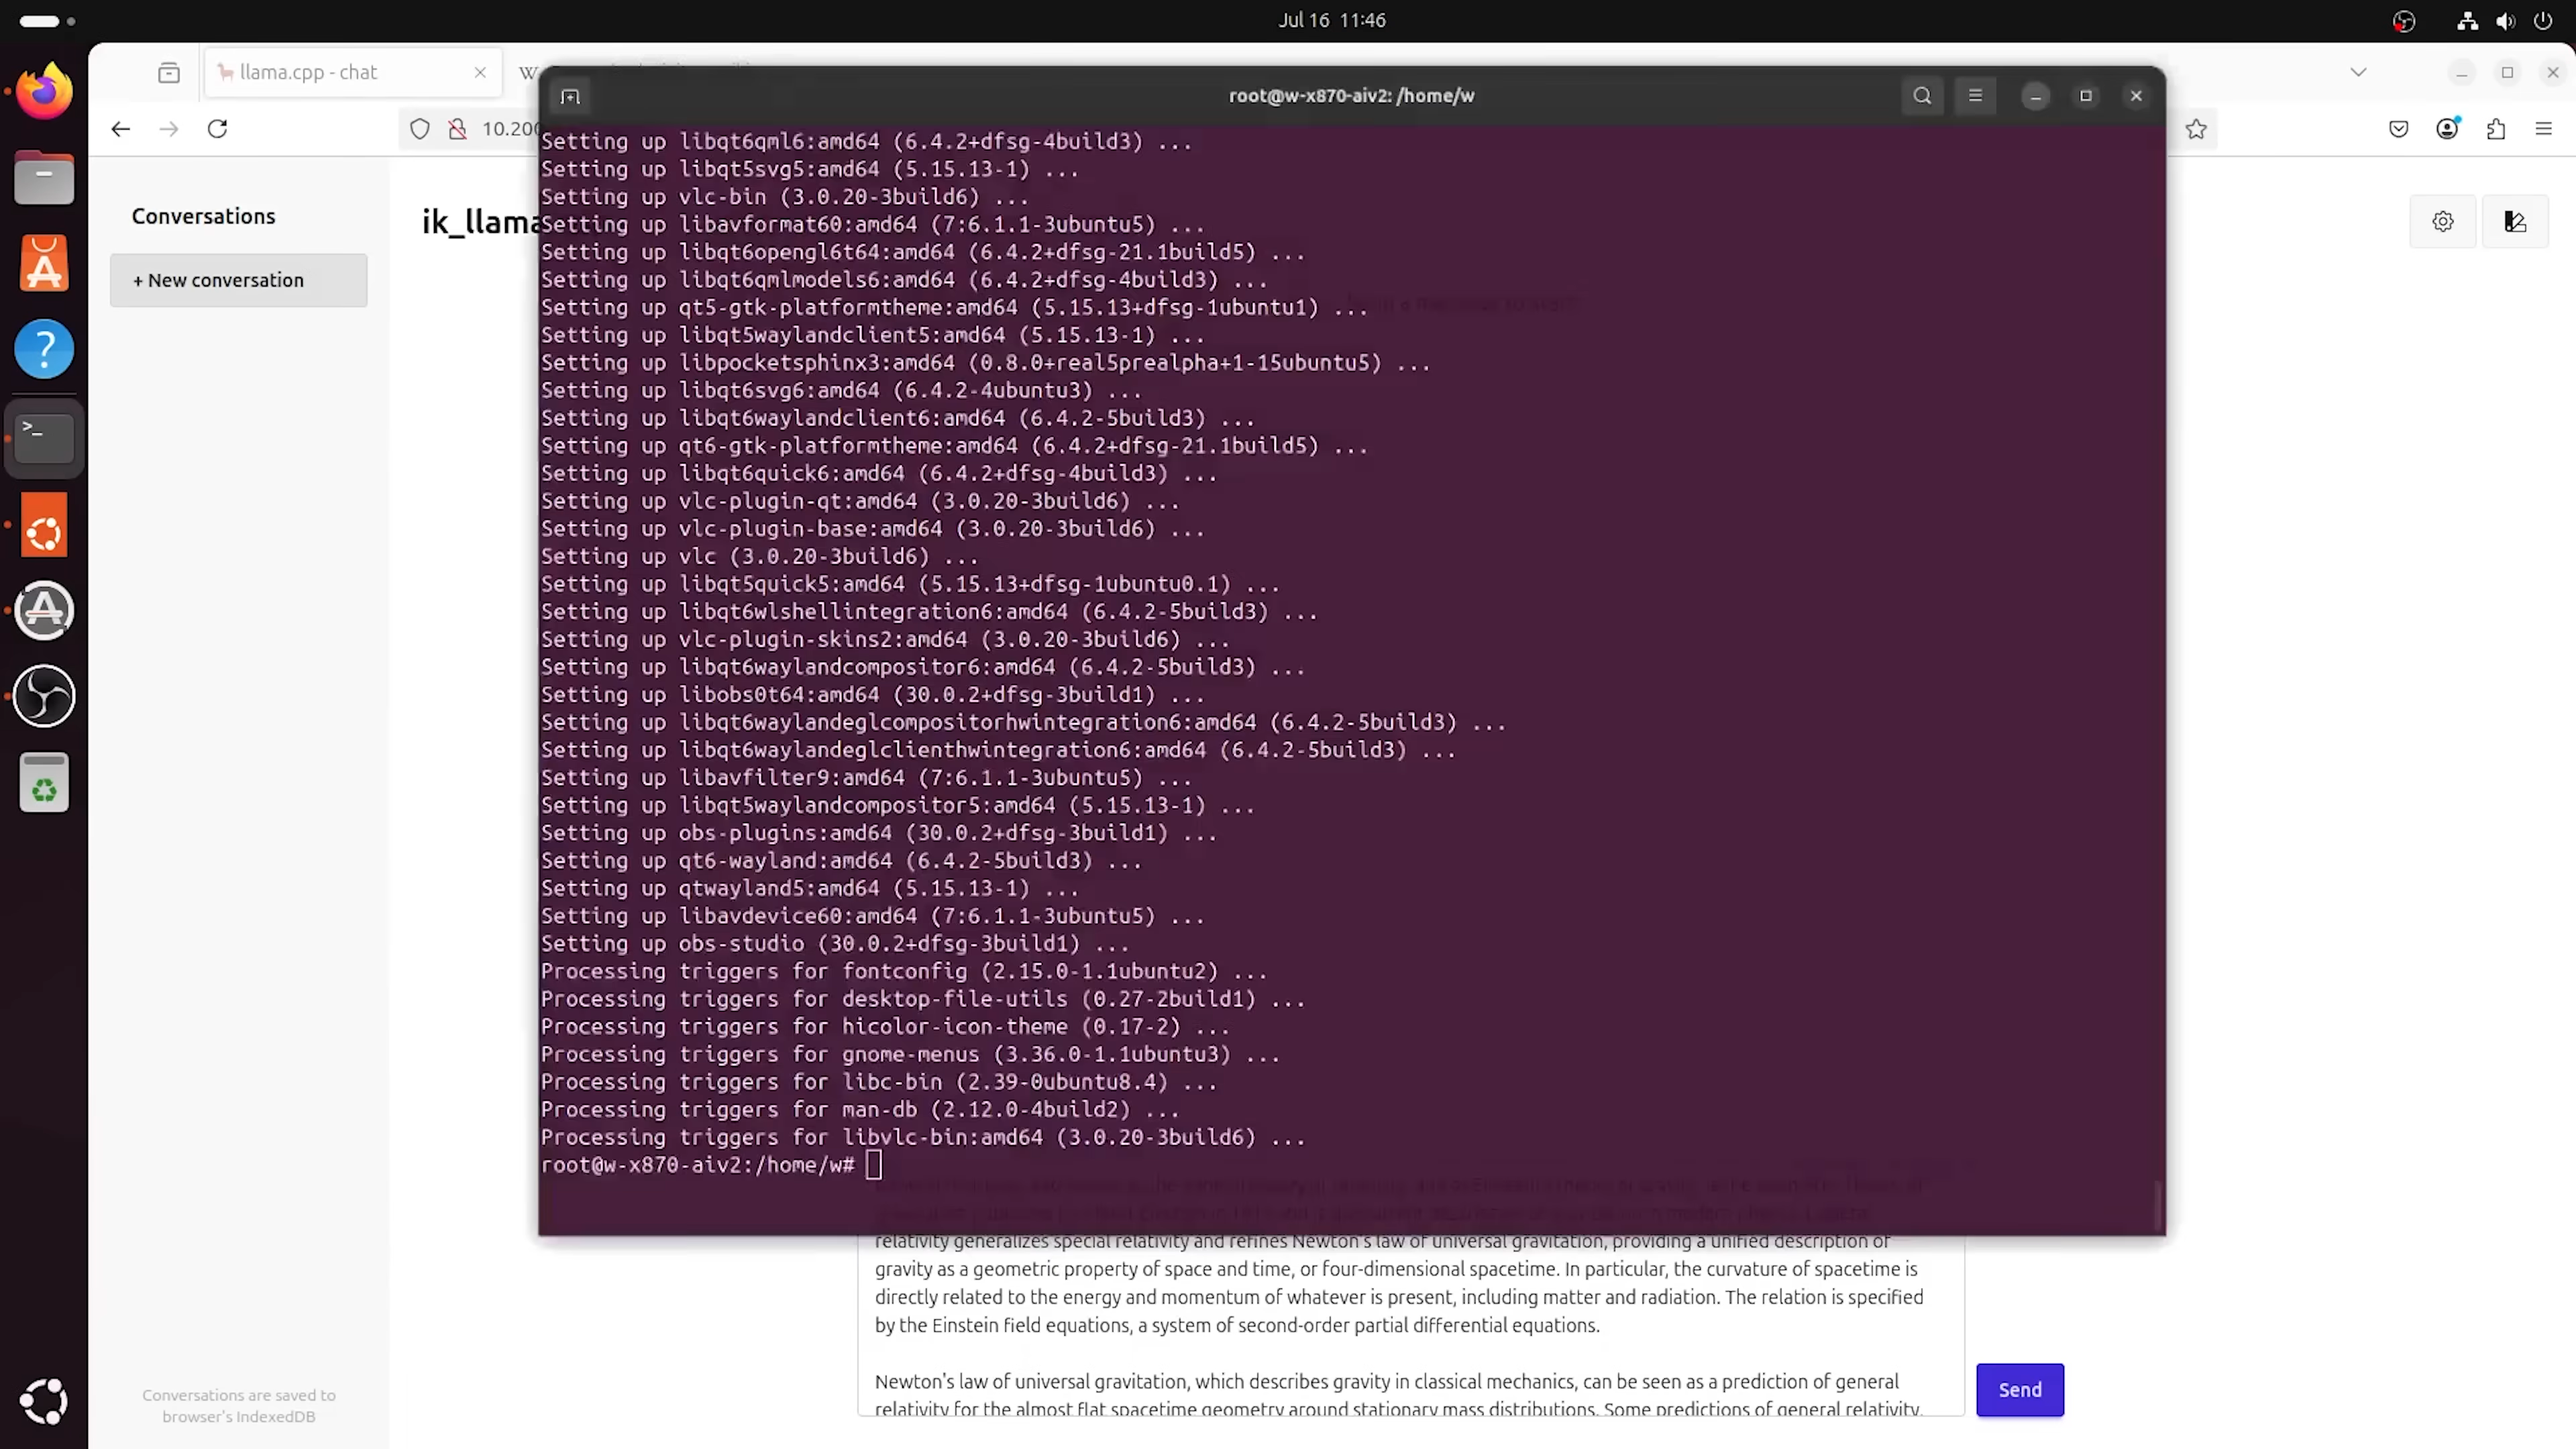 Jul 16 11:46
llama.cpp - chat
W
root@w-x870-aiv2: /home/w
10.200
Conversations
+ New conversation
ik_llama
Setting up libqt6qml6:amd64 (6.4.2+dfsg-4build3) ...
Setting up libqt5svg5:amd64 (5.15.13-1) ...
Setting up vlc-bin (3.0.20-3build6) ...
Setting up libavformat60:amd64 (7:6.1.1-3ubuntu5) ...
Setting up libqt6opengl6t64:amd64 (6.4.2+dfsg-21.1build5) ...
Setting up libqt6qmlmodels6:amd64 (6.4.2+dfsg-4build3) ...
Setting up qt5-gtk-platformtheme:amd64 (5.15.13+dfsg-1ubuntu1) ...
Setting up libqt5waylandclient5:amd64 (5.15.13-1) ...
Setting up libpocketsphinx3:amd64 (0.8.0+real5prealpha+1-15ubuntu5) ...
Setting up libqt6svg6:amd64 (6.4.2-4ubuntu3) ...
Setting up libqt6waylandclient6:amd64 (6.4.2-5build3) ...
Setting up qt6-gtk-platformtheme:amd64 (6.4.2+dfsg-21.1build5) ...
Setting up libqt6quick6:amd64 (6.4.2+dfsg-4build3) ...
Setting up vlc-plugin-qt:amd64 (3.0.20-3build6) ...
Setting up vlc-plugin-base:amd64 (3.0.20-3build6) ...
Setting up vlc (3.0.20-3build6) ...
Setting up libqt5quick5:amd64 (5.15.13+dfsg-1ubuntu0.1) ...
Setting up libqt6wlshellintegration6:amd64 (6.4.2-5build3) ...
Setting up vlc-plugin-skins2:amd64 (3.0.20-3build6) ...
Setting up libqt6waylandcompositor6:amd64 (6.4.2-5build3) ...
Setting up libobs0t64:amd64 (30.0.2+dfsg-3build1) ...
Setting up libqt6waylandeglcompositorhwintegration6:amd64 (6.4.2-5build3) ...
Setting up libqt6waylandeglclienthwintegration6:amd64 (6.4.2-5build3) ...
Setting up libavfilter9:amd64 (7:6.1.1-3ubuntu5) ...
Setting up libqt5waylandcompositor5:amd64 (5.15.13-1) ...
Setting up obs-plugins:amd64 (30.0.2+dfsg-3build1) ...
Setting up qt6-wayland:amd64 (6.4.2-5build3) ...
Setting up qtwayland5:amd64 (5.15.13-1) ...
Setting up libavdevice60:amd64 (7:6.1.1-3ubuntu5) ...
Setting up obs-studio (30.0.2+dfsg-3build1) ...
Processing triggers for fontconfig (2.15.0-1.1ubuntu2) ...
Processing triggers for desktop-file-utils (0.27-2build1) ...
Processing triggers for hicolor-icon-theme (0.17-2) ...
Processing triggers for gnome-menus (3.36.0-1.1ubuntu3) ...
Processing triggers for libc-bin (2.39-0ubuntu8.4) ...
Processing triggers for man-db (2.12.0-4build2) ...
Processing triggers for libvlc-bin:amd64 (3.0.20-3build6) ...
root@w-x870-aiv2:/home/w#
relativity generalizes special relativity and refines Newton's law of universal gravitation, providing a unified description of
gravity as a geometric property of space and time, or four-dimensional spacetime. In particular, the curvature of spacetime is
directly related to the energy and momentum of whatever is present, including matter and radiation. The relation is specified
by the Einstein field equations, a system of second-order partial differential equations.
Newton's law of universal gravitation, which describes gravity in classical mechanics, can be seen as a prediction of general
relativity for the almost flat spacetime geometry around stationary mass distributions. Some predictions of general relativity,
Send
Conversations are saved to
browser's IndexedDB